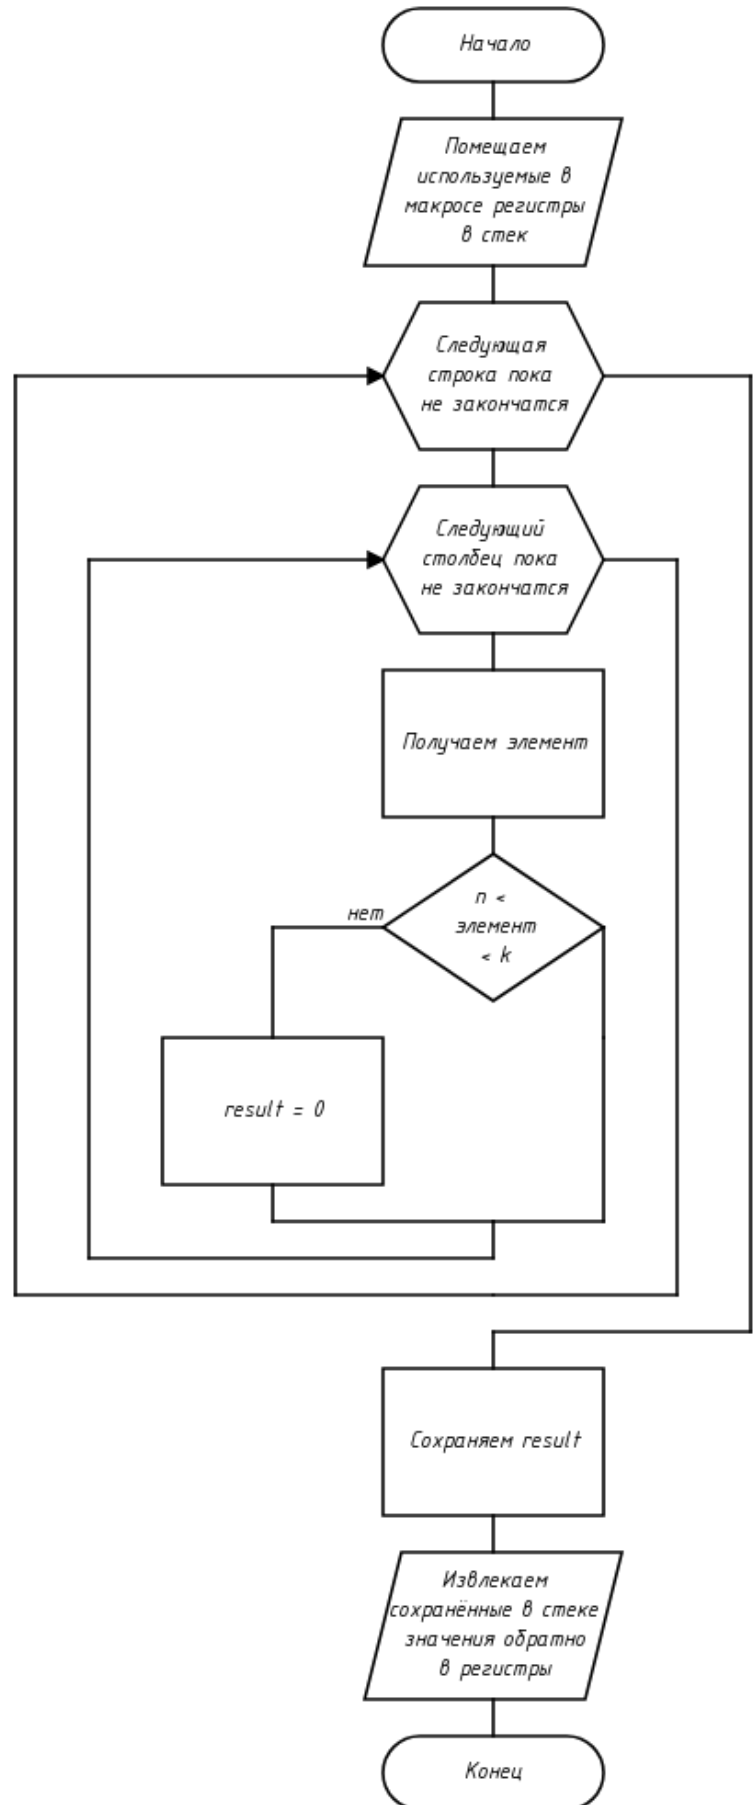 Начало
Помещаем
используемые в
макросе регистры
в стек
Следующая
строка пока
не закончатся
Следующий
столбец пока
не закончатся
Получаем элемент
n <
элемент
< k
нет
result = 0
Сохраняем result
Извлекаем
сохранённые в стеке
значения обратно
в регистры
Конец